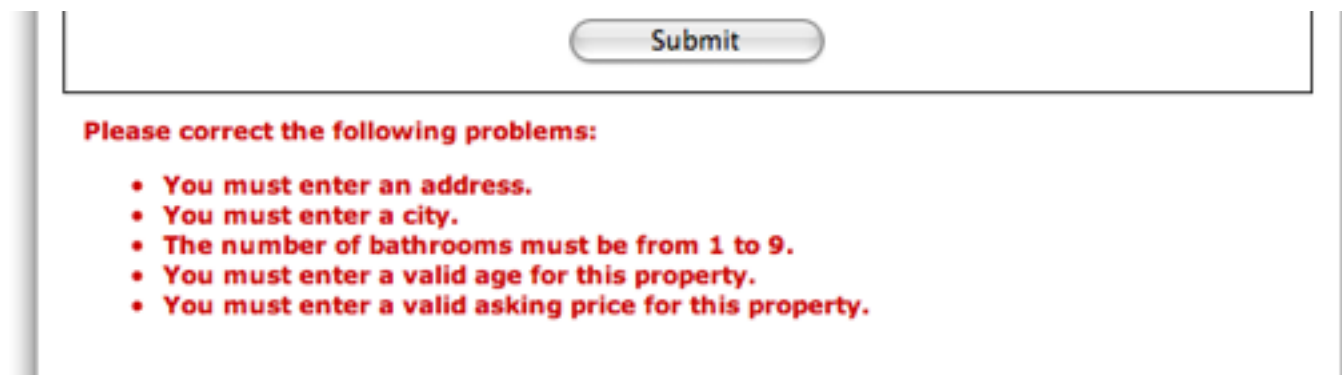 Submit
Please correct the following problems:
• You must enter an address.
• You must enter a city.
• The number of bathrooms must be from 1 to 9.
• You must enter a valid age for this property.
• You must enter a valid asking price for this property.